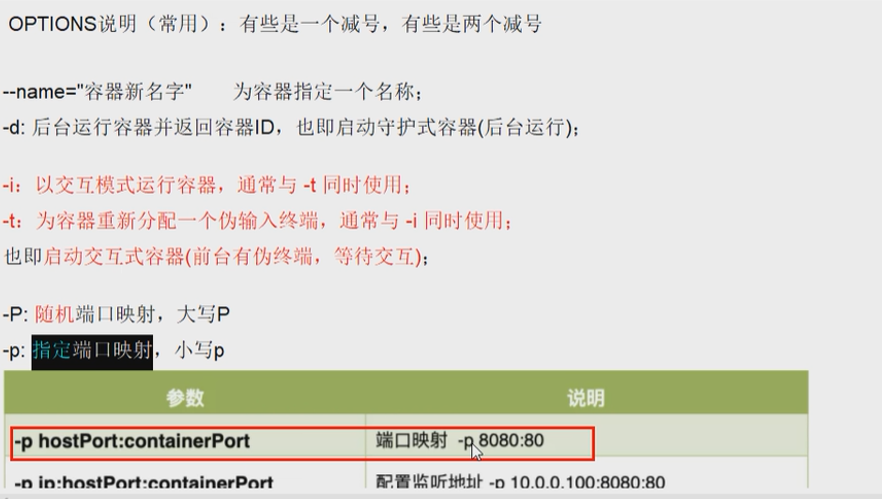 OPTIONS说明（常用）：有些是一个减号，有些是两个减号
--name="容器新名字" 为容器指定一个名称；
-d: 后台运行容器并返回容器ID，也即启动守护式容器(后台运行)；
-i：以交互模式运行容器，通常与 -t 同时使用；
-t：为容器重新分配一个伪输入终端，通常与 -i 同时使用；
也即启动交互式容器(前台有伪终端，等待交互)；
-P: 随机端口映射，大写P
-p: 指定端口映射，小写p
参数 说明
-p hostPort:containerPort 端口映射 -p 8080:80
-p ip:hostPort:containerPort 配置监听地址 -p 10.0.0.100:8080:80